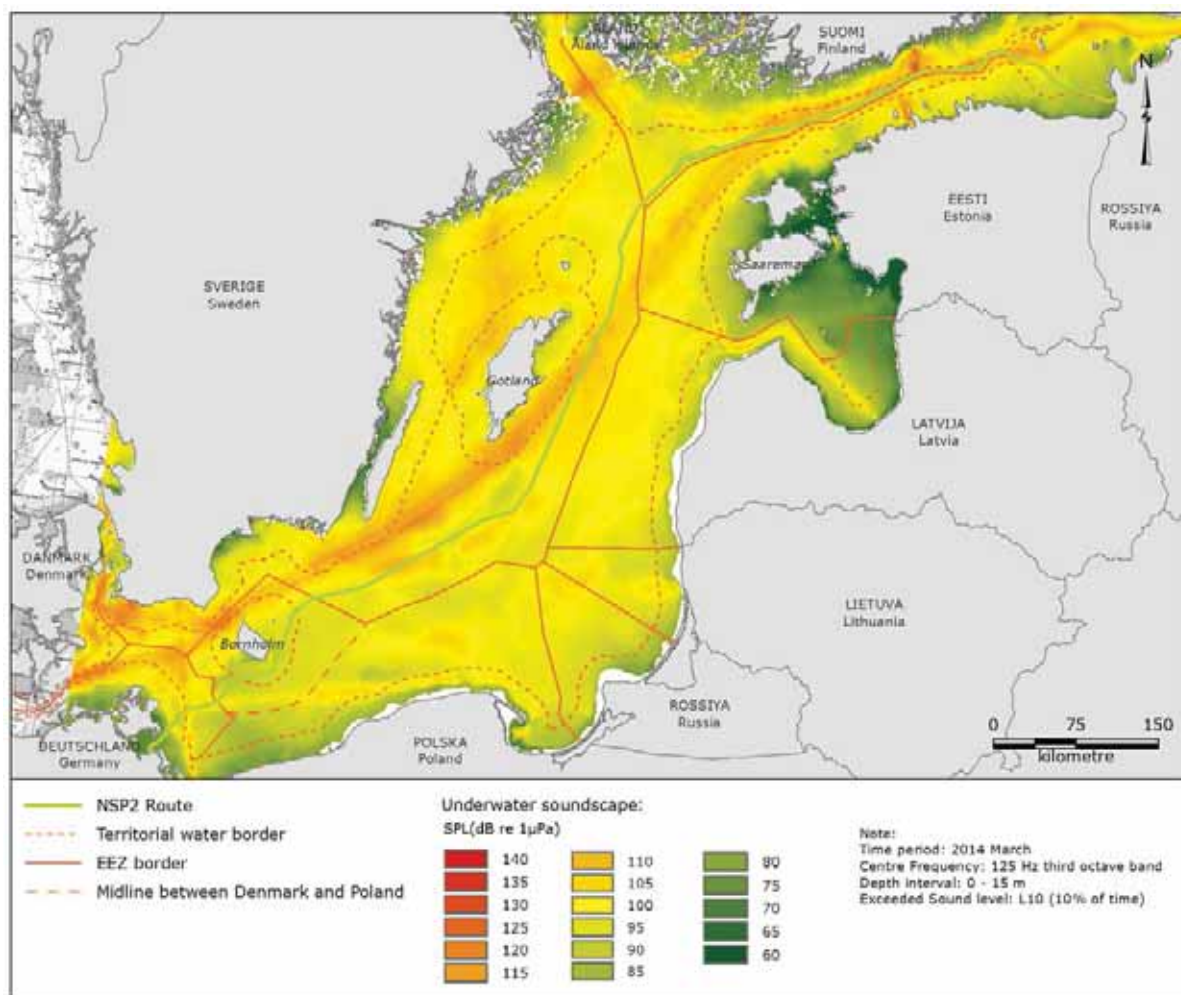 Åland Islands
SUOMI
Finland
N
EESTI
Estonia
ROSSIYA
Russia
Saaremaa
SVERIGE
Sweden
Gotland
LATVIJA
Latvia
DANMARK
Denmark
LIETUVA
Lithuania
Bornholm
ROSSIYA
Russia
0 75 150
kilometre
DEUTSCHLAND
Germany
POLSKA
Poland
NSP2 Route
Territorial water border
EEZ border
Midline between Denmark and Poland
Underwater soundscape:
SPL(dB re 1µPa)
140
135
130
125
120
115
110
105
100
95
90
85
80
75
70
65
60
Note:
Time period: 2014 March
Centre Frequency: 125 Hz third octave band
Depth interval: 0 - 15 m
Exceeded Sound level: L10 (10% of time)